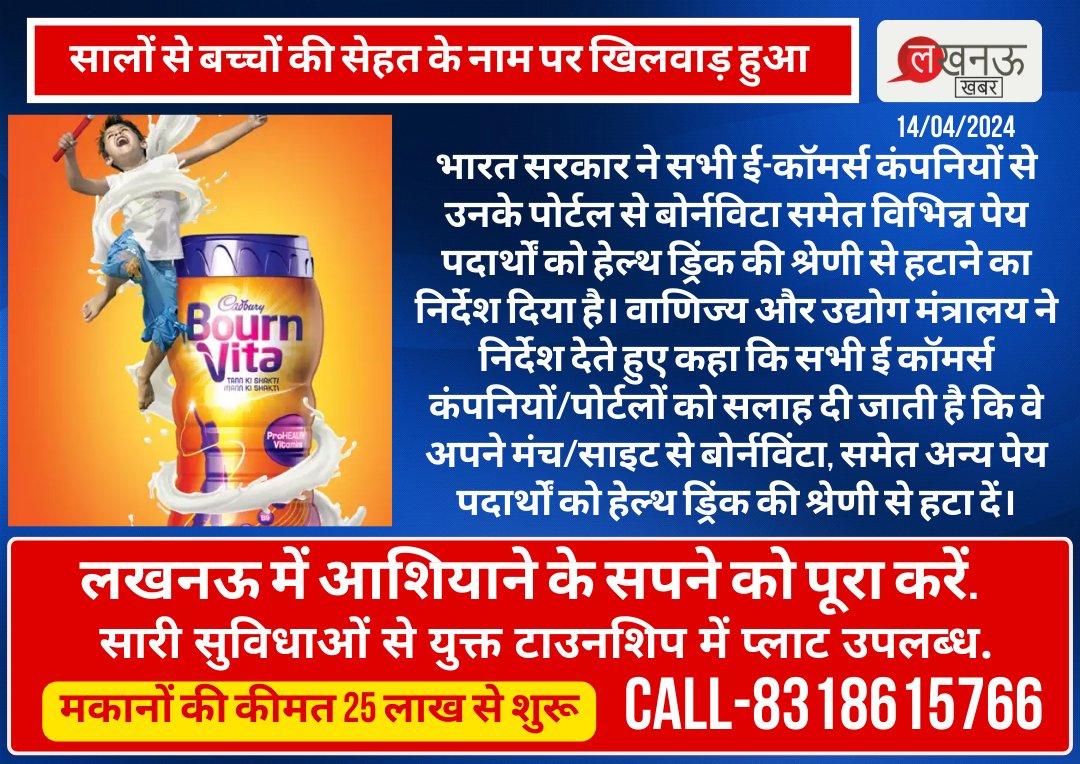 सालों से बच्चों की सेहत के नाम पर खिलवाड़ हुआ
लखनऊ
खबर
14/04/2024
भारत सरकार ने सभी ई-कॉमर्स कंपनियों से
उनके पोर्टल से बोर्नविटा समेत विभिन्न पेय
पदार्थों को हेल्थ ड्रिंक की श्रेणी से हटाने का
निर्देश दिया है। वाणिज्य और उद्योग मंत्रालय ने
निर्देश देते हुए कहा कि सभी ई कॉमर्स
कंपनियों/पोर्टलों को सलाह दी जाती है कि वे
अपने मंच/साइट से बोर्नविंटा, समेत अन्य पेय
पदार्थों को हेल्थ ड्रिंक की श्रेणी से हटा दें।
Cadbury
Bourn
Vita
TANN KI SHAKTI
MANN KI SHAKTI
ProHEALTH
Vitamins
लखनऊ में आशियाने के सपने को पूरा करें.
सारी सुविधाओं से युक्त टाउनशिप में प्लाट उपलब्ध.
मकानों की कीमत 25 लाख से शुरू
CALL-8318615766